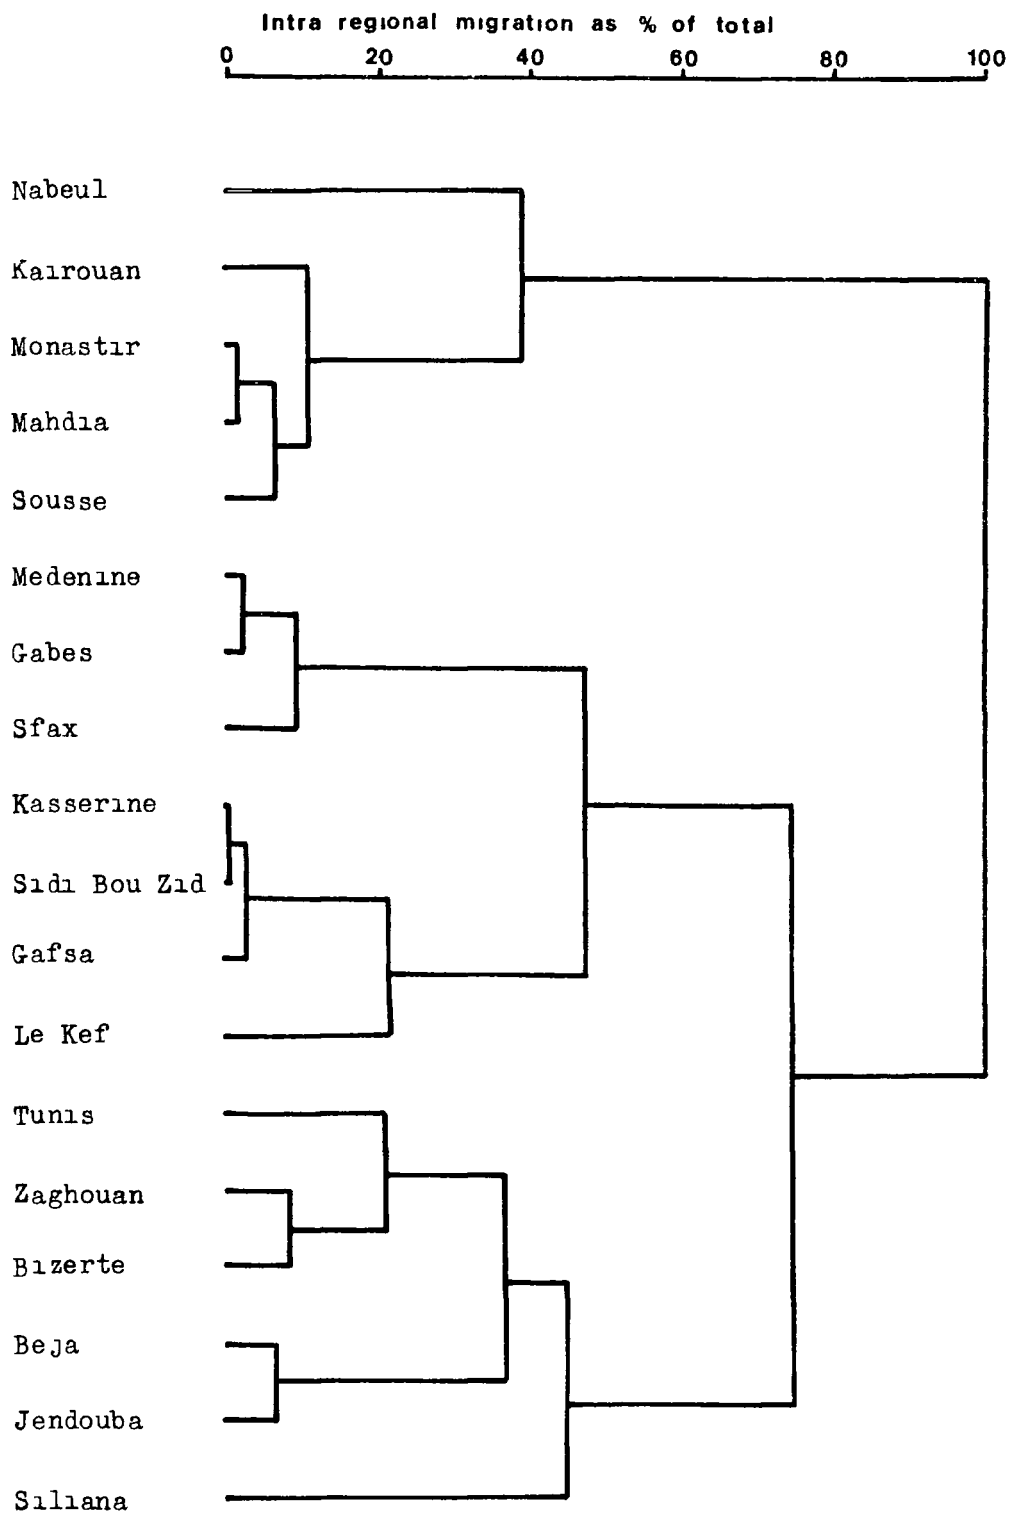 Intra regional migration as % of total
0 20 40 60 80 100
Nabeul
Kairouan
Monastir
Mahdia
Sousse
Medenine
Gabes
Sfax
Kasserine
Sidi Bou Zid
Gafsa
Le Kef
Tunis
Zaghouan
Bizerte
Beja
Jendouba
Siliana